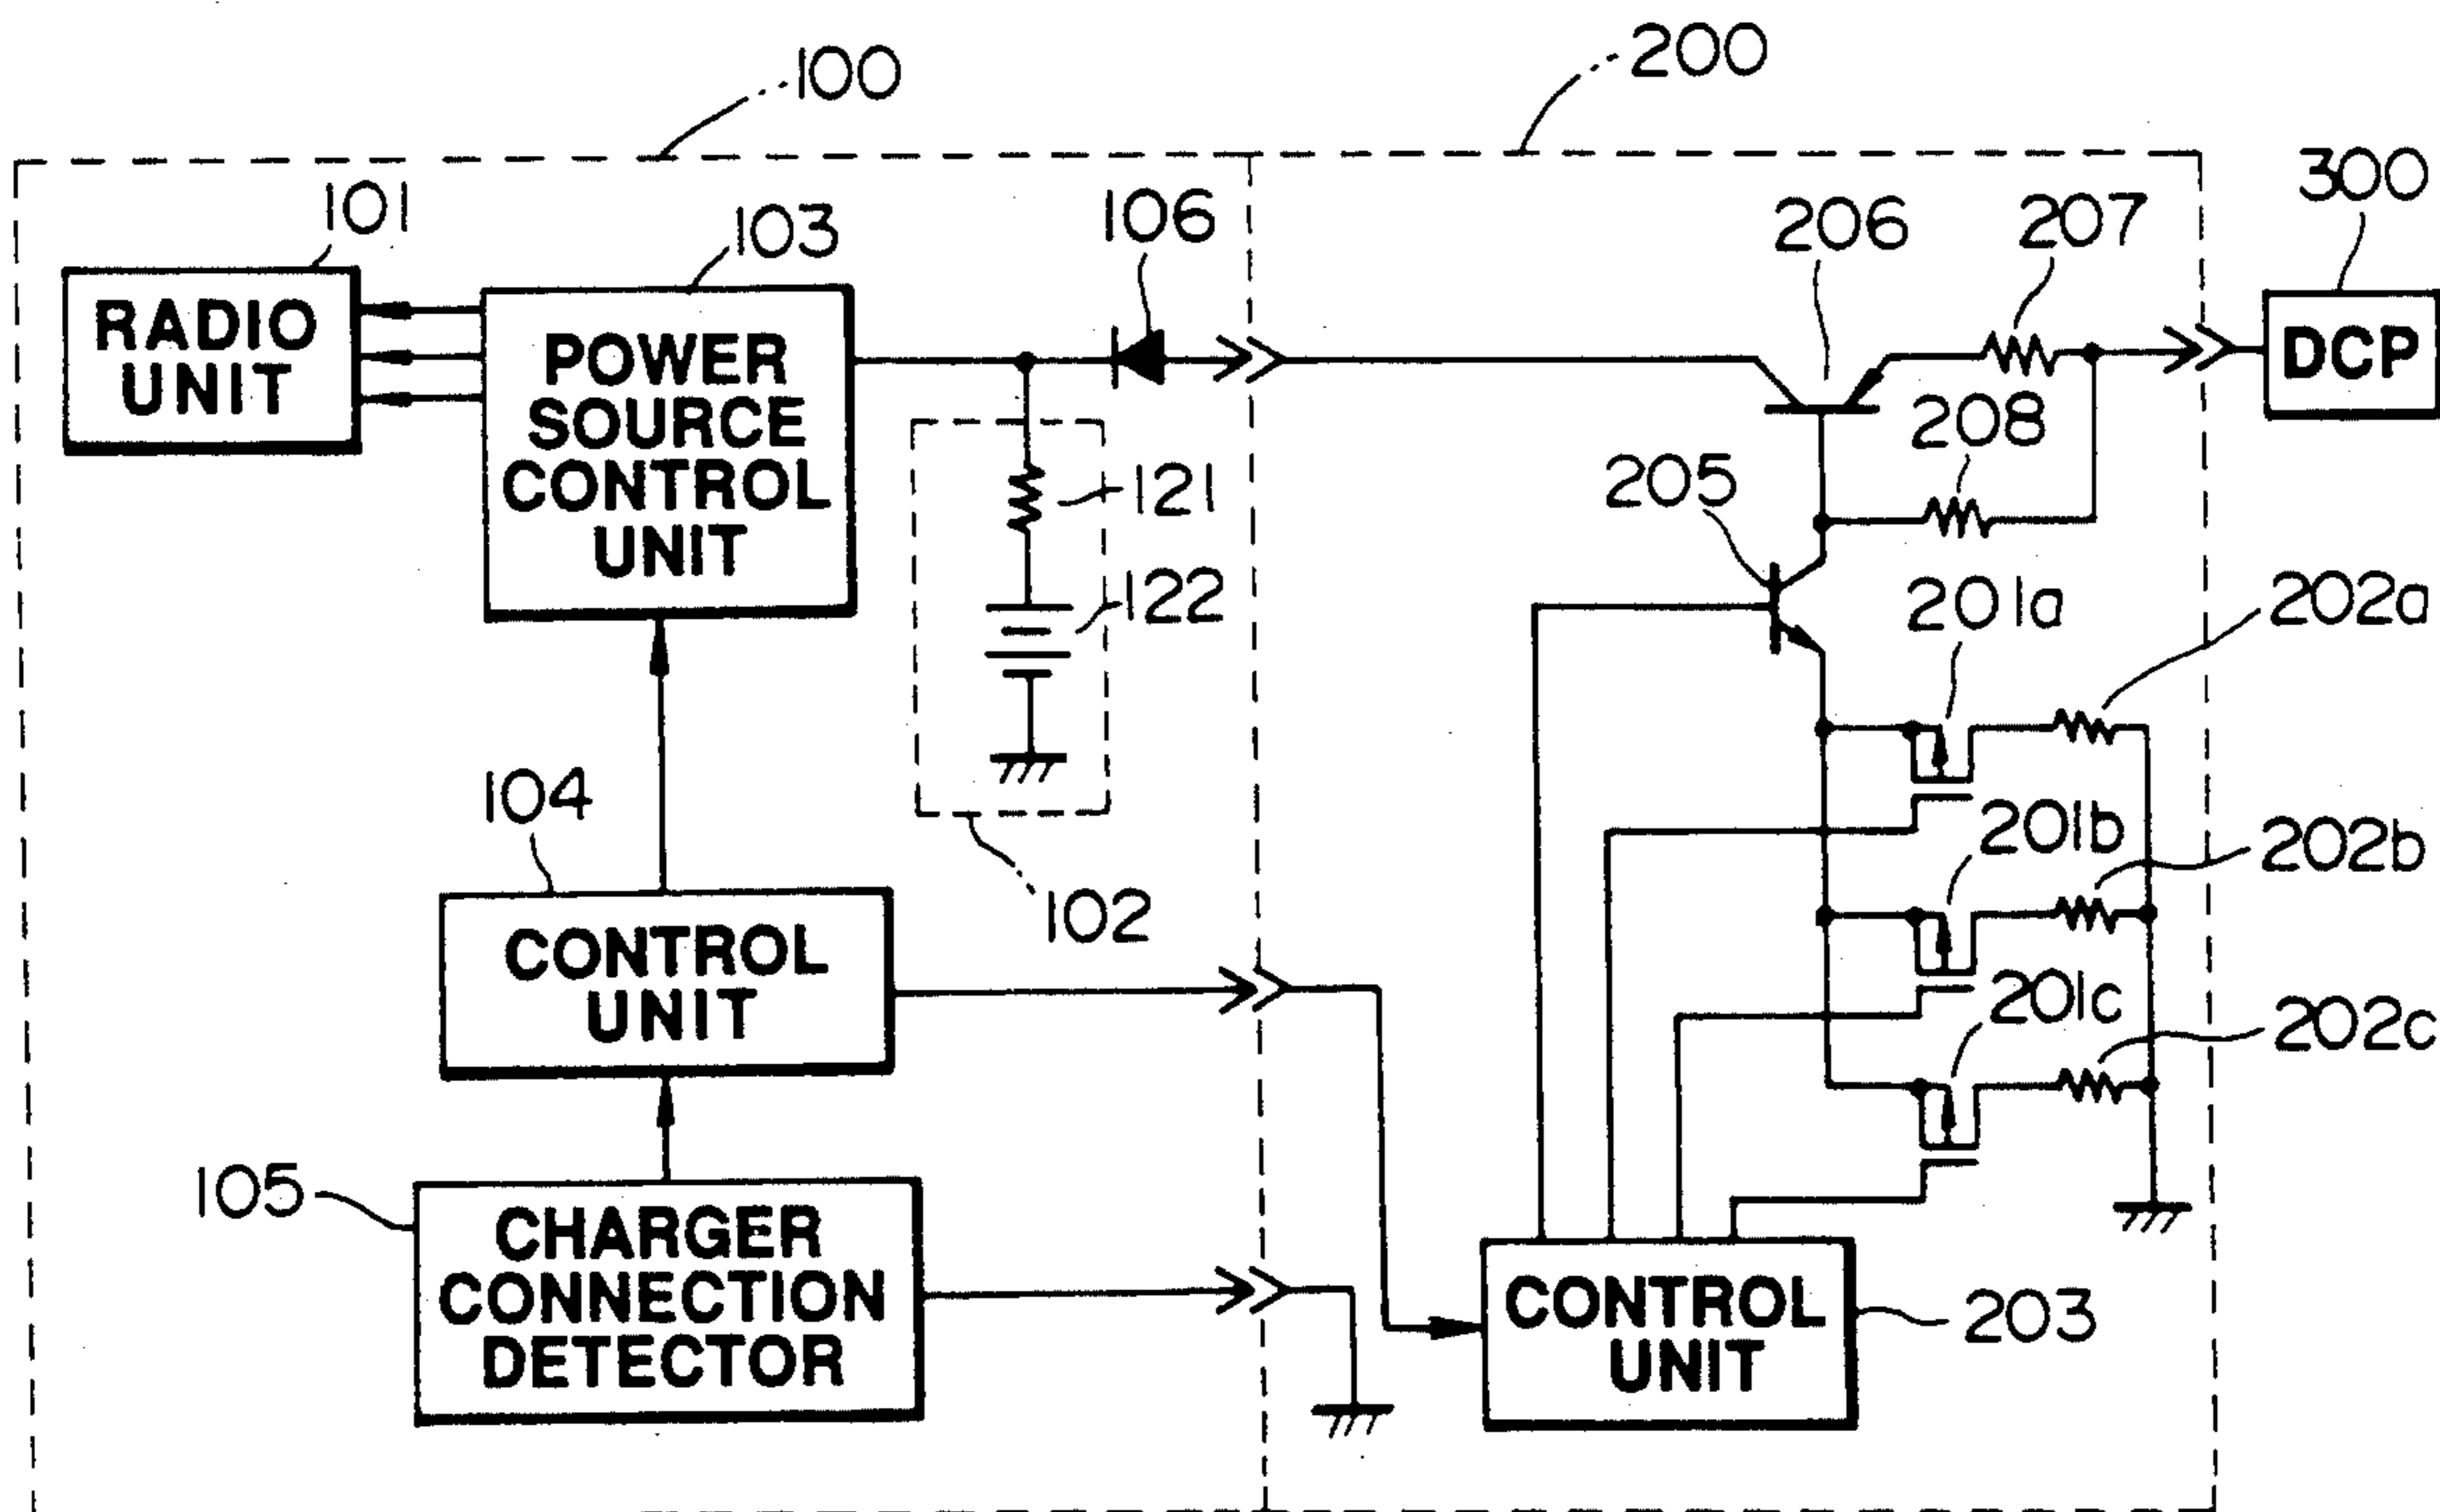 100
200
300
101
103
106
206
207
RADIO
UNIT
POWER
SOURCE
CONTROL
UNIT
DCP
208
121
205
122
201a
202a
104
102
201b
202b
CONTROL
UNIT
201c
202c
105
CHARGER
CONNECTION
DETECTOR
CONTROL
UNIT
203